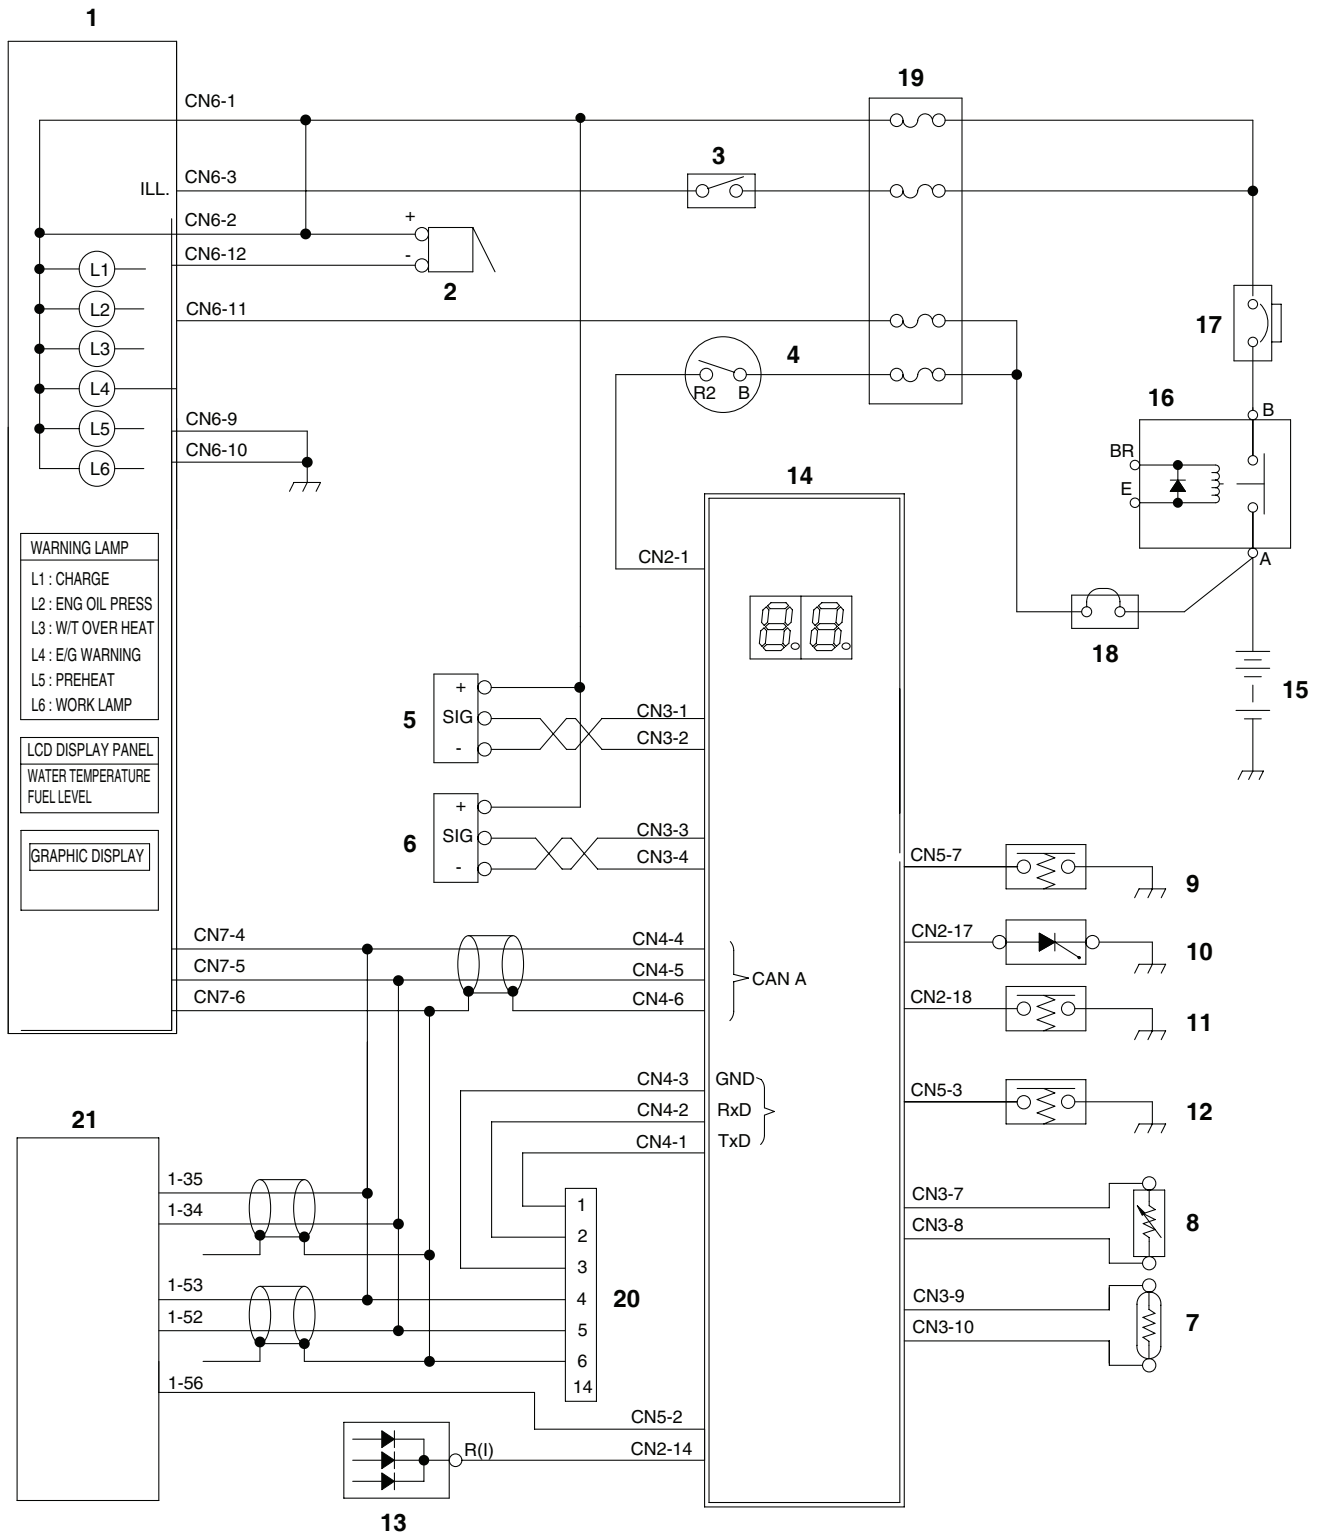 1
CN6-1
19
3
ILL.
CN6-3
CN6-2
+
CN6-12
-
2
L1
L2
L3
L4
L5
L6
CN6-11
4
R2 B
17
16
B
BR
E
A
CN6-9
CN6-10
14
CN2-1
18
15
WARNING LAMP
L1 : CHARGE
L2 : ENG OIL PRESS
L3 : W/T OVER HEAT
L4 : E/G WARNING
L5 : PREHEAT
L6 : WORK LAMP
LCD DISPLAY PANEL
WATER TEMPERATURE
FUEL LEVEL
GRAPHIC DISPLAY
88
5
+
SIG
-
CN3-1
CN3-2
6
+
SIG
-
CN3-3
CN3-4
CN5-7
9
CN2-17
10
CN2-18
11
CN5-3
12
CN7-4
CN7-5
CN7-6
CN4-4
CN4-5
CN4-6
CAN A
CN4-3
CN4-2
CN4-1
GND
RxD
TxD
CN3-7
CN3-8
8
CN3-9
CN3-10
7
21
1-35
1-34
1-53
1-52
1-56
1
2
3
4
5
6
14
20
CN5-2
CN2-14
R(I)
13